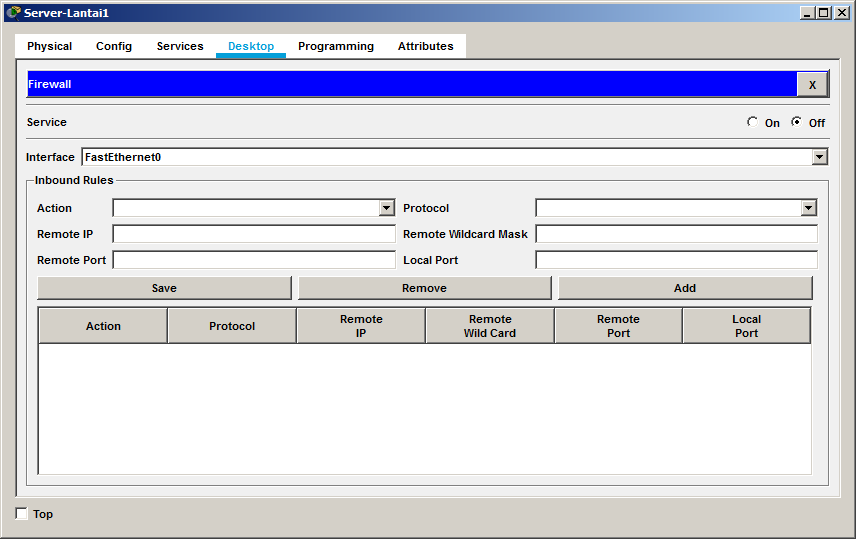 Server-Lantai1
Physical Config Services Desktop Programming Attributes
Firewall X
Service On Off
Interface FastEthernet0
Inbound Rules
Action Protocol
Remote IP Remote Wildcard Mask
Remote Port Local Port
Save Remove Add
Action Protocol Remote IP Remote Wild Card Remote Port Local Port
Top